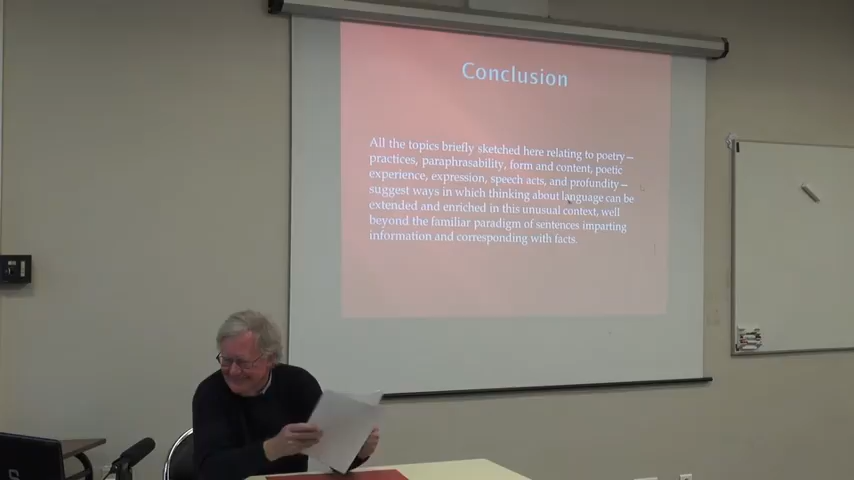 Conclusion
All the topics briefly sketched here relating to poetry—
practices, paraphrasability, form and content, poetic
experience, expression, speech acts, and profundity—
suggest ways in which thinking about language can be
extended and enriched in this unusual context, well
beyond the familiar paradigm of sentences imparting
information and corresponding with facts.